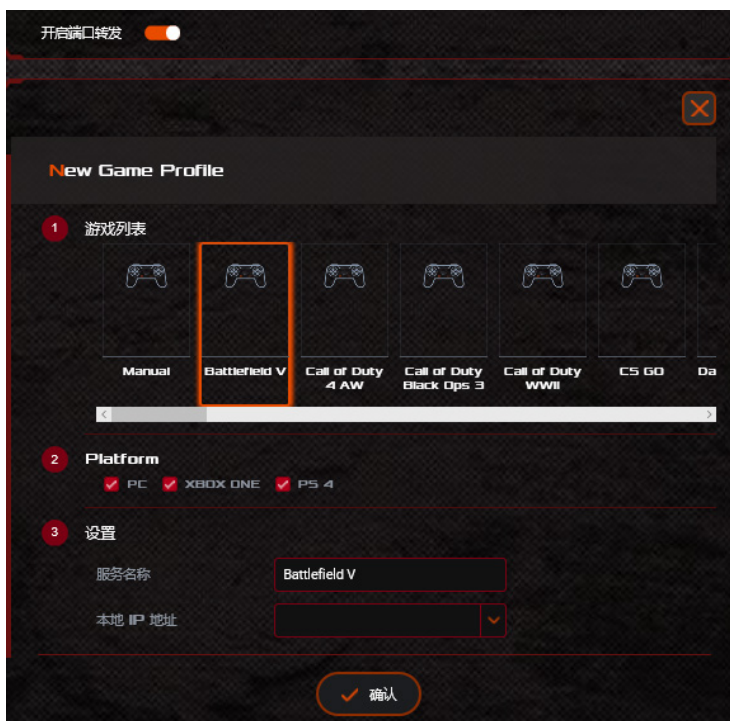 开启端口转发
New Game Profile
1 游戏列表
Manual Battlefield V Call of Duty Call of Duty Call of Duty CS GO Da
4 AW Black Ops 3 WWII
2 Platform
PC XBOX ONE PS 4
3 设置
服务名称 Battlefield V
本地 IP 地址
确认